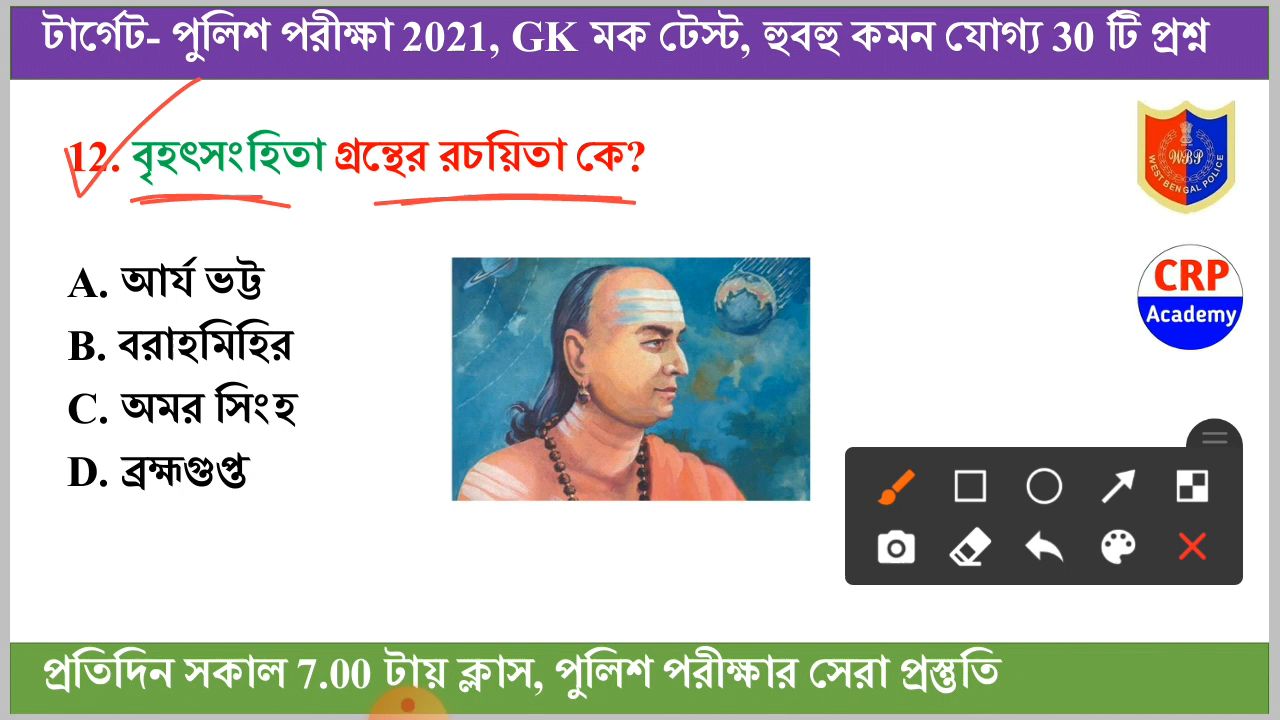 টার্গেট- পুলিশ পরীক্ষা 2021, GK মক টেস্ট, হুবহু কমন যোগ্য 30 টি প্রশ্ন
12. বৃহৎসংহিতা গ্রন্থের রচয়িতা কে?
A. আর্য ভট্ট
B. বরাহমিহির
C. অমর সিংহ
D. ব্রহ্মগুপ্ত
WBP
WEST BENGAL POLICE
CRP
Academy
প্রতিদিন সকাল 7.00 টায় ক্লাস, পুলিশ পরীক্ষার সেরা প্রস্তুতি